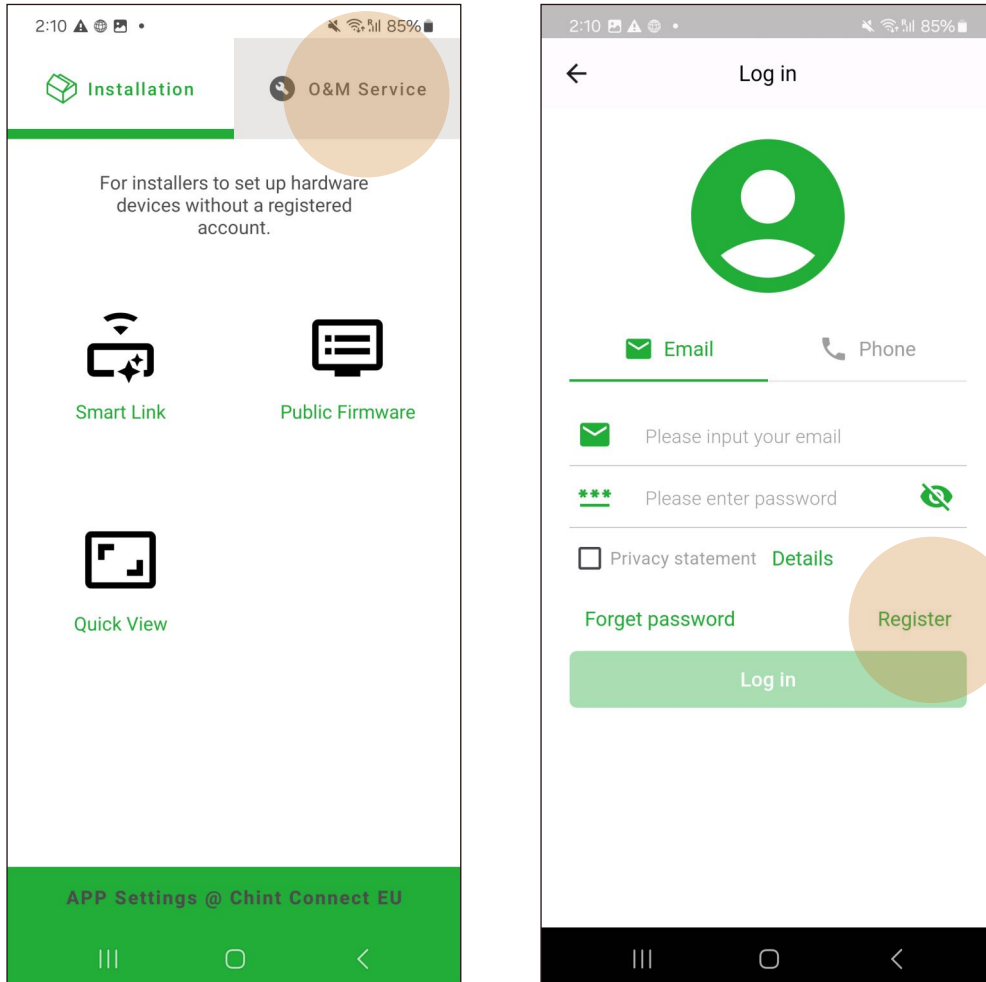 2:10
85%
Installation
O&M Service
For installers to set up hardware
devices without a registered
account.
Smart Link
Public Firmware
Quick View
APP Settings @ Chint Connect EU
2:10
85%
Log in
Email
Phone
Please input your email
*** Please enter password
Privacy statement Details
Forget password
Register
Log in